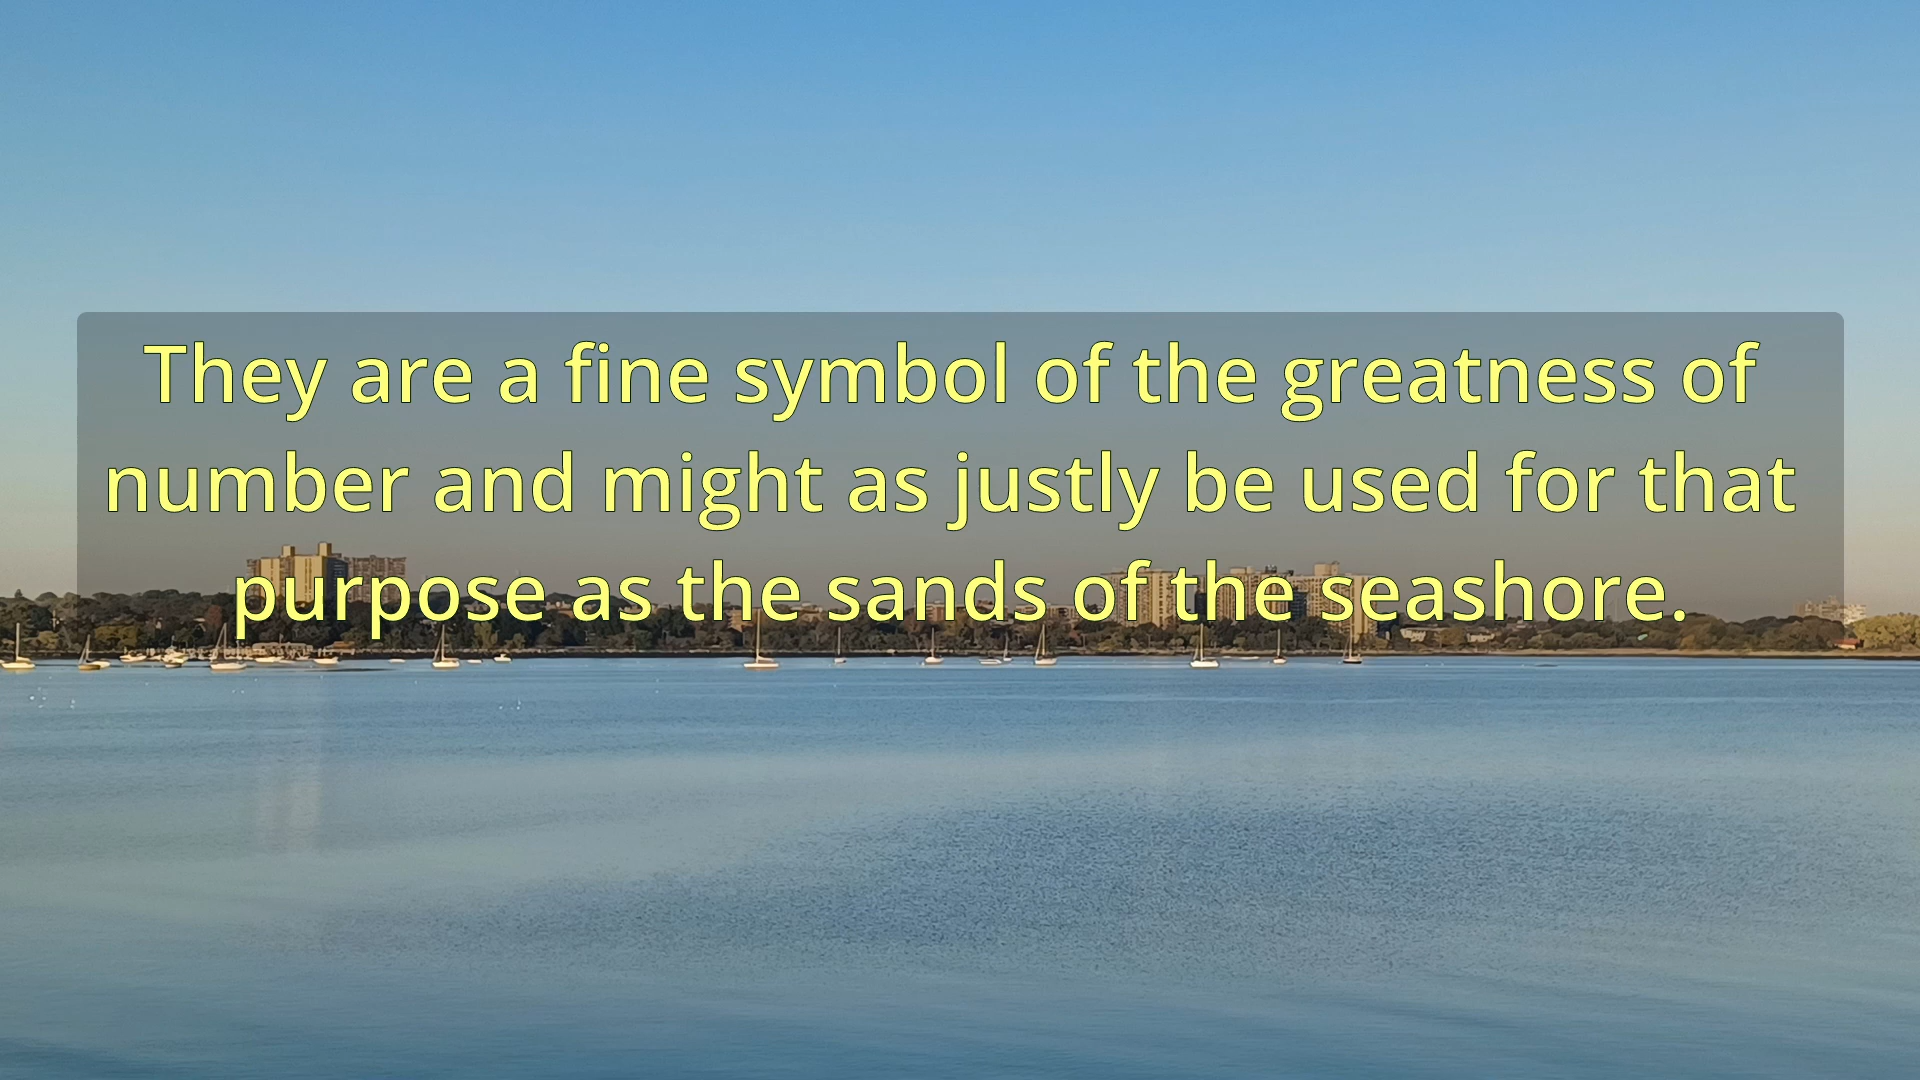 They are a fine symbol of the greatness of
number and might as justly be used for that
purpose as the sands of the seashore.